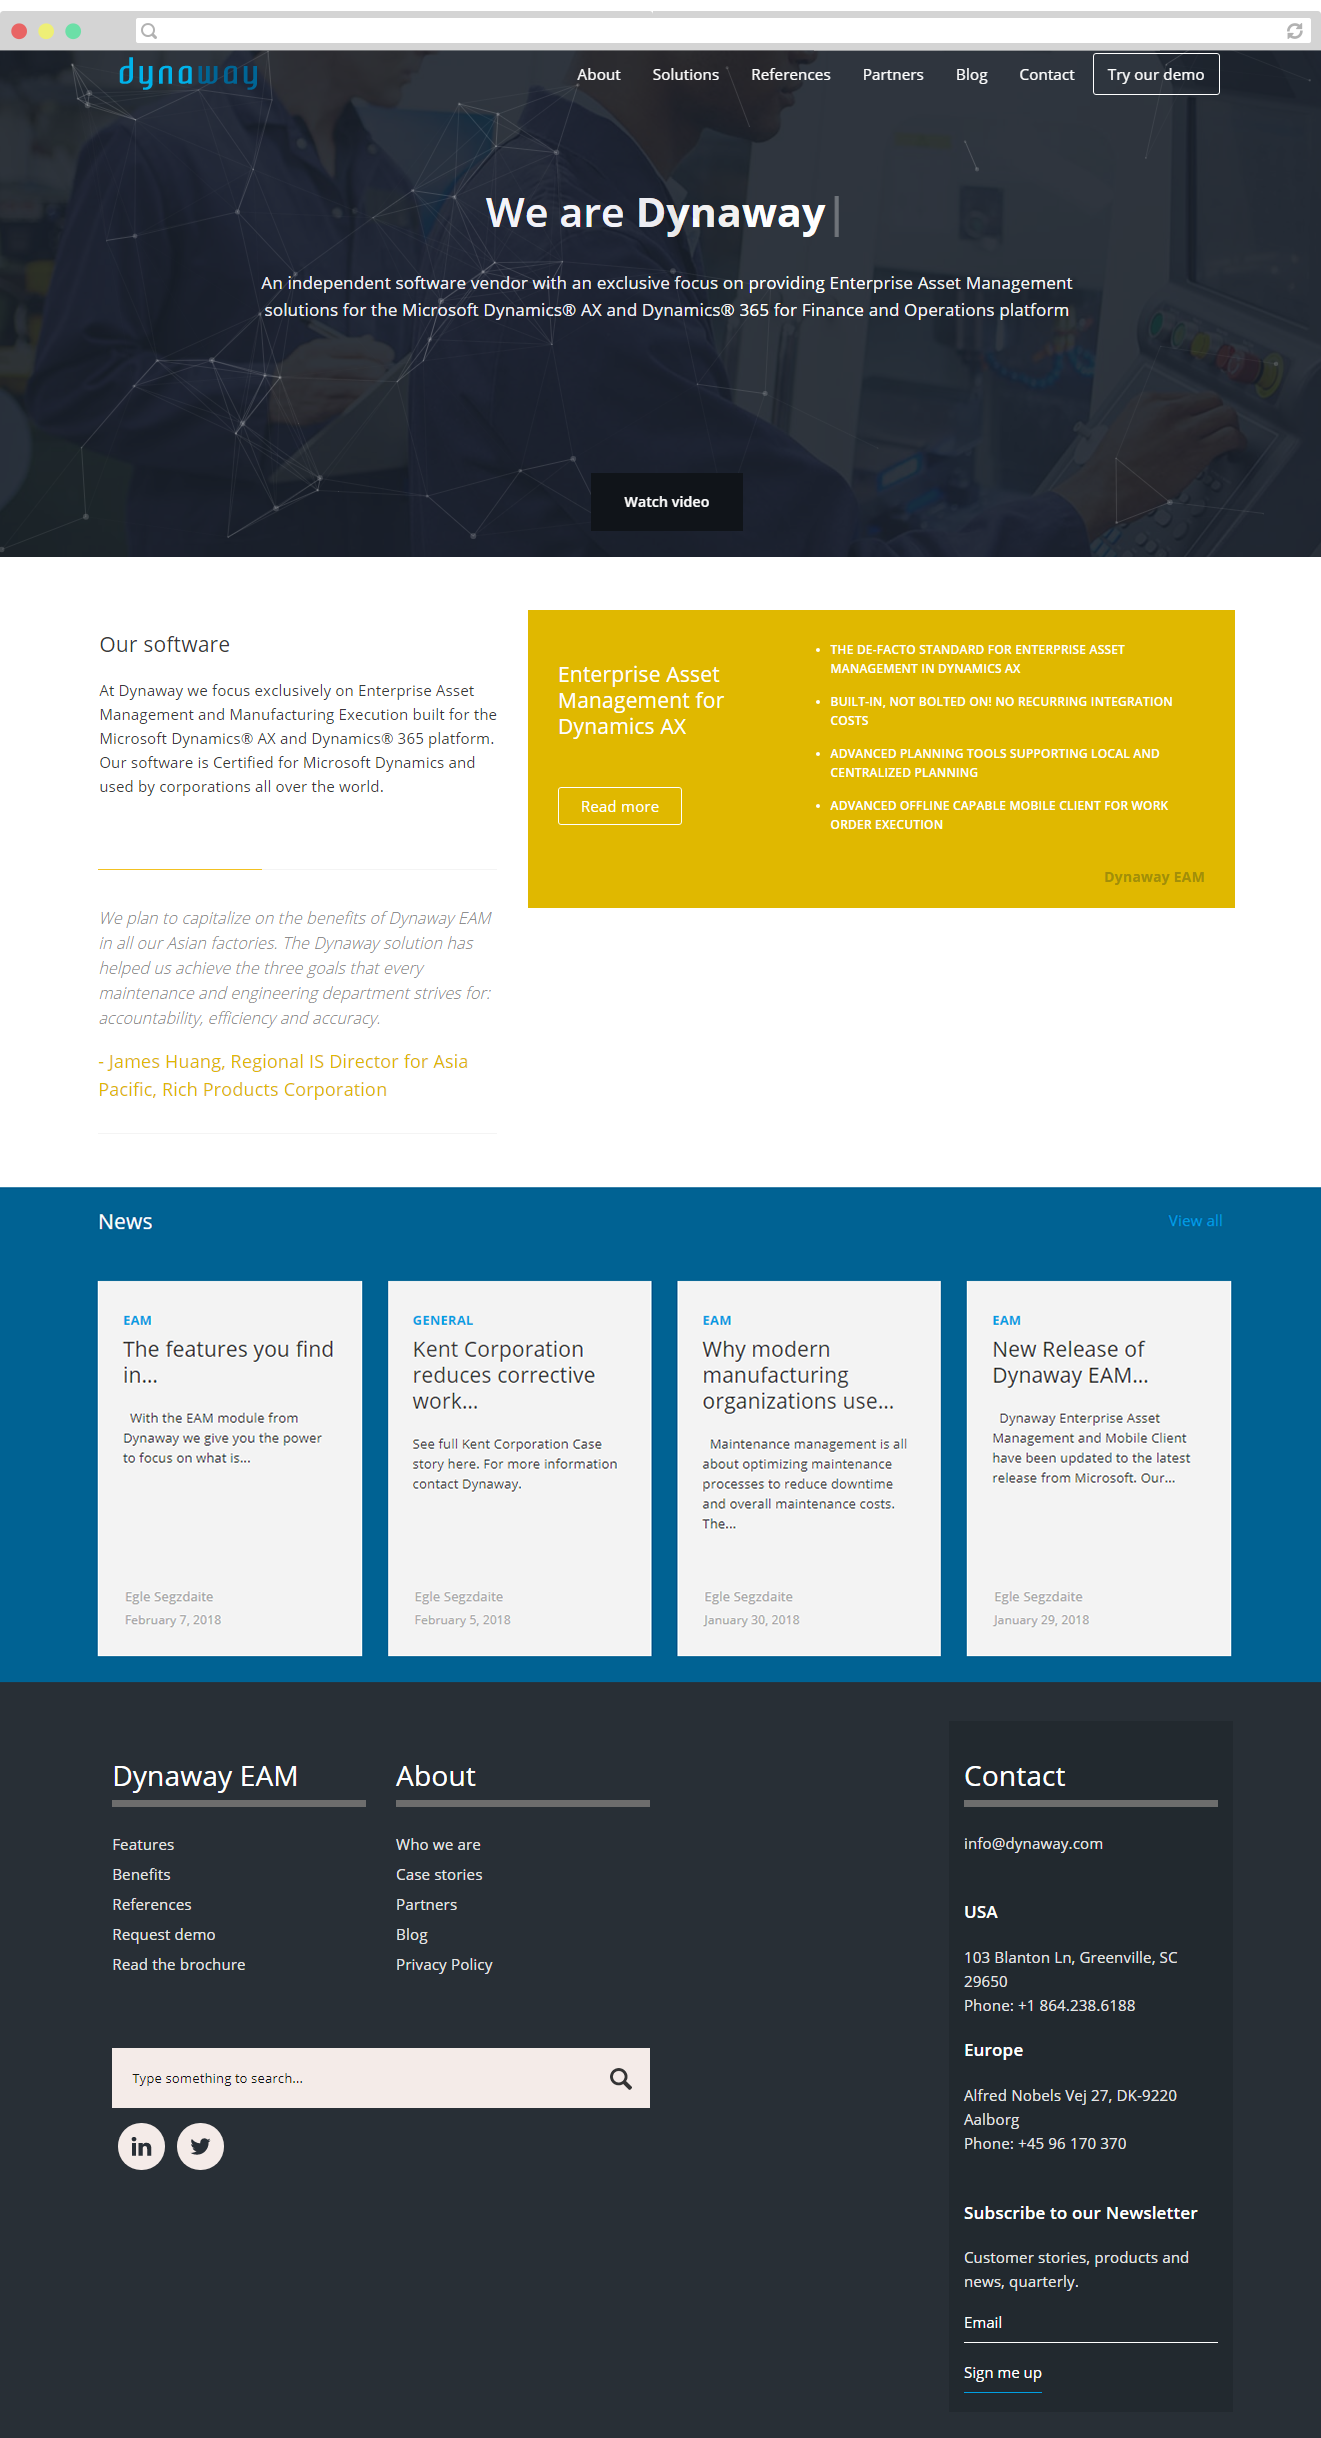 dynaway
About Solutions References Partners Blog Contact Try our demo
We are Dynaway|
An independent software vendor with an exclusive focus on providing Enterprise Asset Management
solutions for the Microsoft Dynamics® AX and Dynamics® 365 for Finance and Operations platform
Watch video
Our software
At Dynaway we focus exclusively on Enterprise Asset
Management and Manufacturing Execution built for the
Microsoft Dynamics® AX and Dynamics® 365 platform.
Our software is Certified for Microsoft Dynamics and
used by corporations all over the world.
We plan to capitalize on the benefits of Dynaway EAM
in all our Asian factories. The Dynaway solution has
helped us achieve the three goals that every
maintenance and engineering department strives for:
accountability, efficiency and accuracy.
- James Huang, Regional IS Director for Asia
Pacific, Rich Products Corporation
Enterprise Asset
Management for
Dynamics AX
Read more
• THE DE-FACTO STANDARD FOR ENTERPRISE ASSET
MANAGEMENT IN DYNAMICS AX
• BUILT-IN, NOT BOLTED ON! NO RECURRING INTEGRATION
COSTS
• ADVANCED PLANNING TOOLS SUPPORTING LOCAL AND
CENTRALIZED PLANNING
• ADVANCED OFFLINE CAPABLE MOBILE CLIENT FOR WORK
ORDER EXECUTION
Dynaway EAM
News
View all
EAM
The features you find
in...
With the EAM module from
Dynaway we give you the power
to focus on what is...
Egle Segzdaite
February 7, 2018
GENERAL
Kent Corporation
reduces corrective
work...
See full Kent Corporation Case
story here. For more information
contact Dynaway.
Egle Segzdaite
February 5, 2018
EAM
Why modern
manufacturing
organizations use...
Maintenance management is all
about optimizing maintenance
processes to reduce downtime
and overall maintenance costs.
The...
Egle Segzdaite
January 30, 2018
EAM
New Release of
Dynaway EAM...
Dynaway Enterprise Asset
Management and Mobile Client
have been updated to the latest
release from Microsoft. Our...
Egle Segzdaite
January 29, 2018
Dynaway EAM
Features
Benefits
References
Request demo
Read the brochure
About
Who we are
Case stories
Partners
Blog
Privacy Policy
Type something to search...
in
Contact
info@dynaway.com
USA
103 Blanton Ln, Greenville, SC
29650
Phone: +1 864.238.6188
Europe
Alfred Nobels Vej 27, DK-9220
Aalborg
Phone: +45 96 170 370
Subscribe to our Newsletter
Customer stories, products and
news, quarterly.
Email
Sign me up